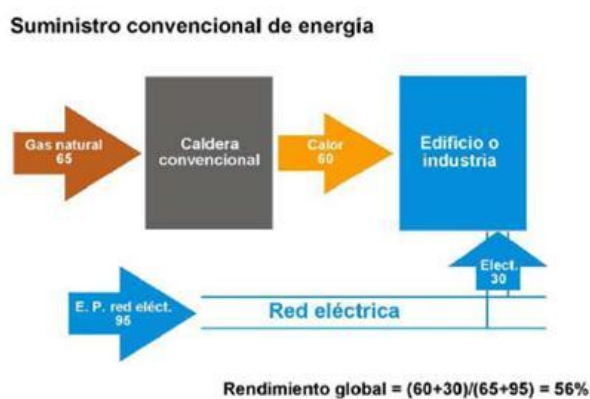 Suministro convencional de energía
Gas natural
65
Caldera
convencional
Calor
60
Edificio o
industria
Elect.
30
E. P. red eléct.
95
Red eléctrica
Rendimiento global = (60+30)/(65+95) = 56%